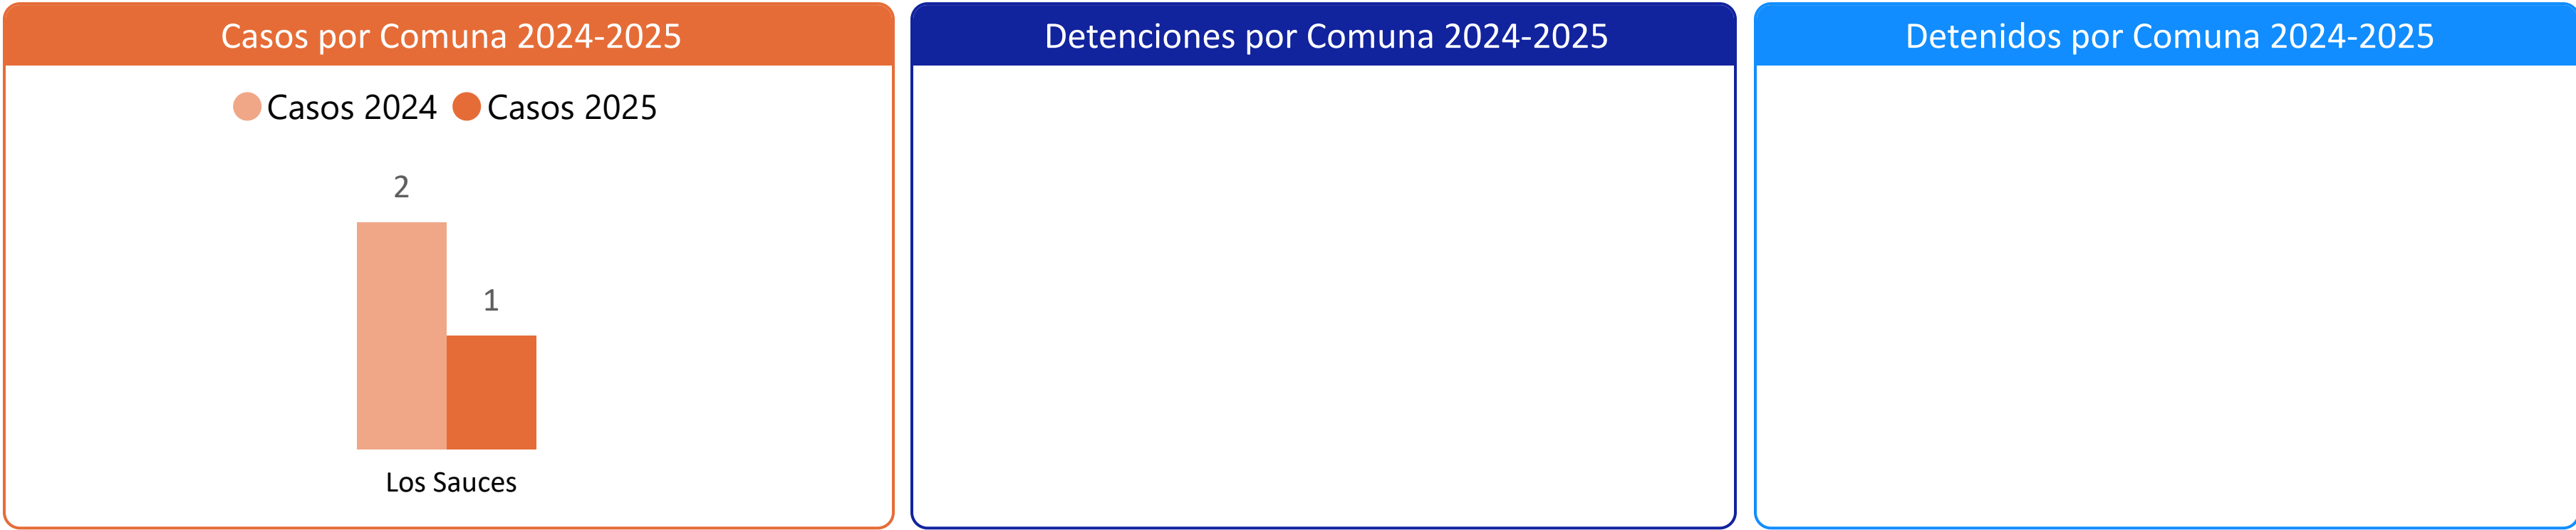 Casos por Comuna 2024-2025
Casos 2024 Casos 2025
2
1
Los Sauces
Detenciones por Comuna 2024-2025
Detenidos por Comuna 2024-2025